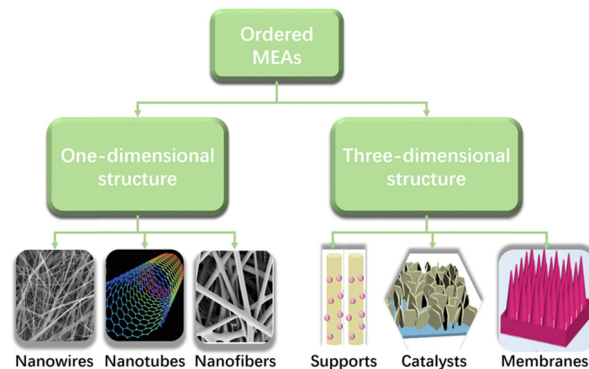 Ordered
MEAs
One-dimensional
structure
Three-dimensional
structure
Nanowires
Nanotubes
Nanofibers
Supports
Catalysts
Membranes